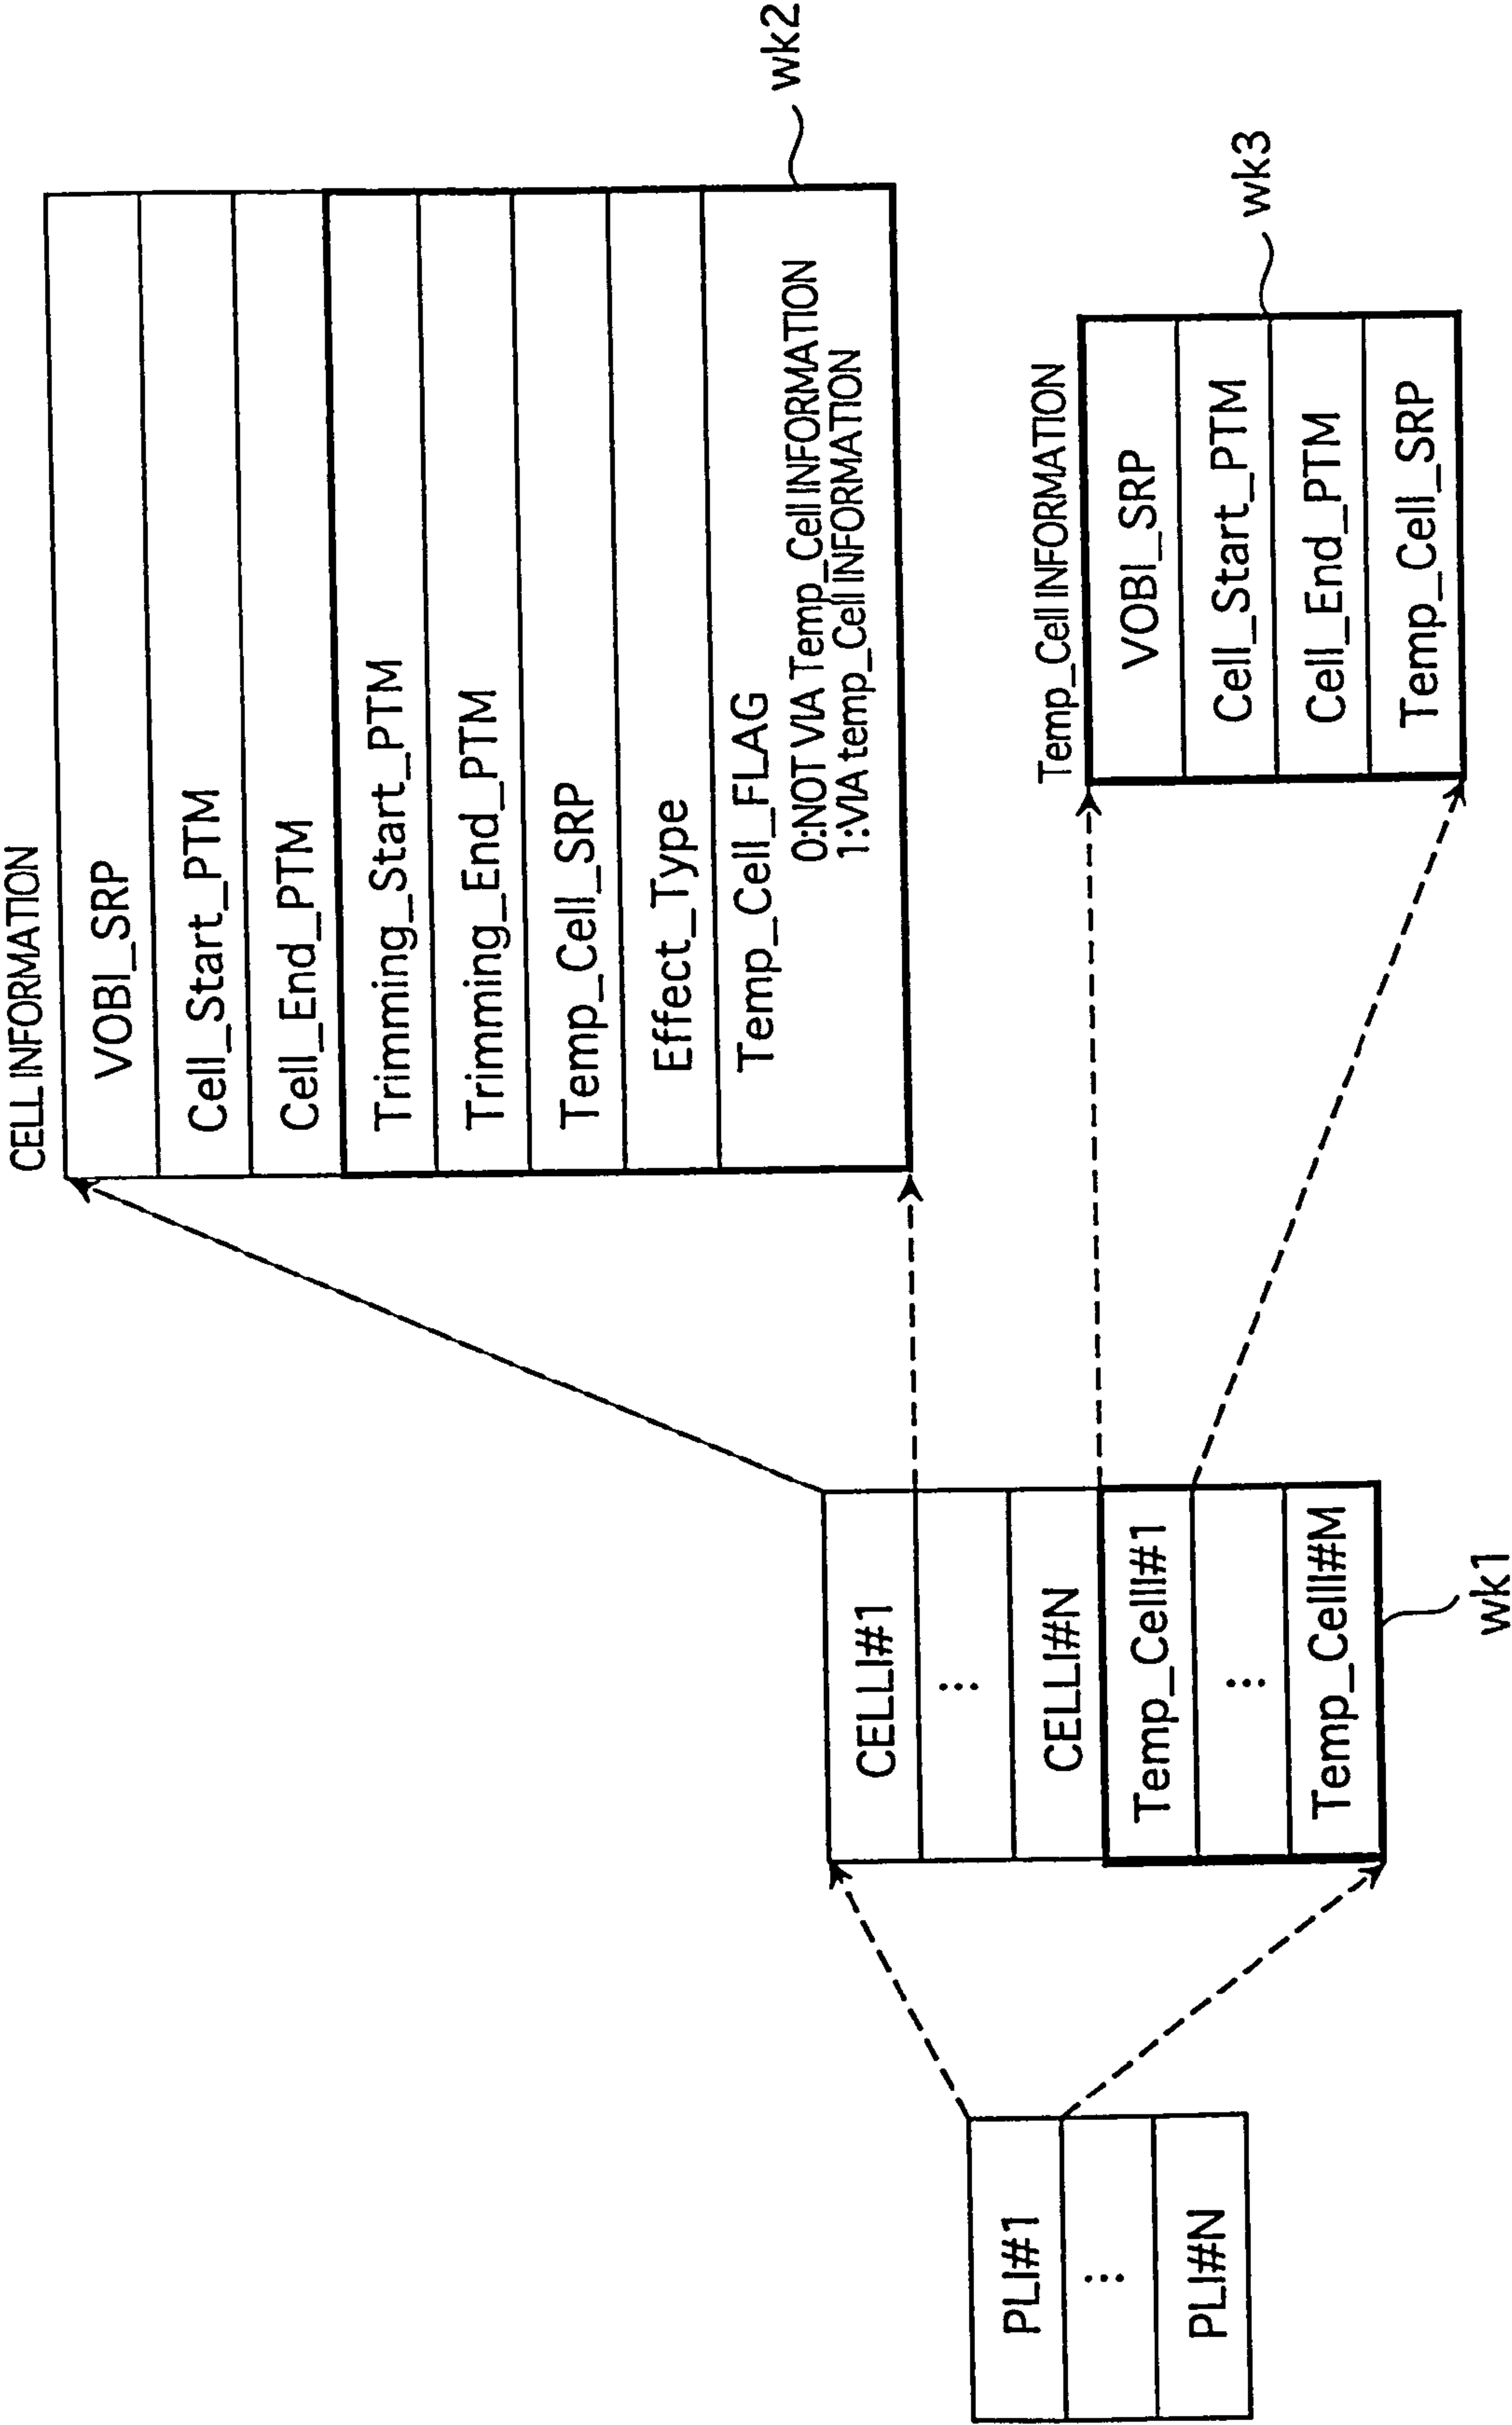 CELL INFORMATION
VOBI_SRP
Cell_Start_PTM
Cell_End_PTM
Trimming_Start_PTM
Trimming_End_PTM
Temp_Cell_SRP
Effect_Type
Temp_Cell_FLAG
0:NOT VIA Temp_Cell INFORMATION
1:VIA temp_Cell INFORMATION
wk2
PLI#1
...
PLI#N
CELLI#1
...
CELLI#N
Temp_CellI#1
...
Temp_CellI#M
wk1
Temp_Cell INFORMATION
VOBI_SRP
Cell_Start_PTM
Cell_End_PTM
Temp_Cell_SRP
wk3